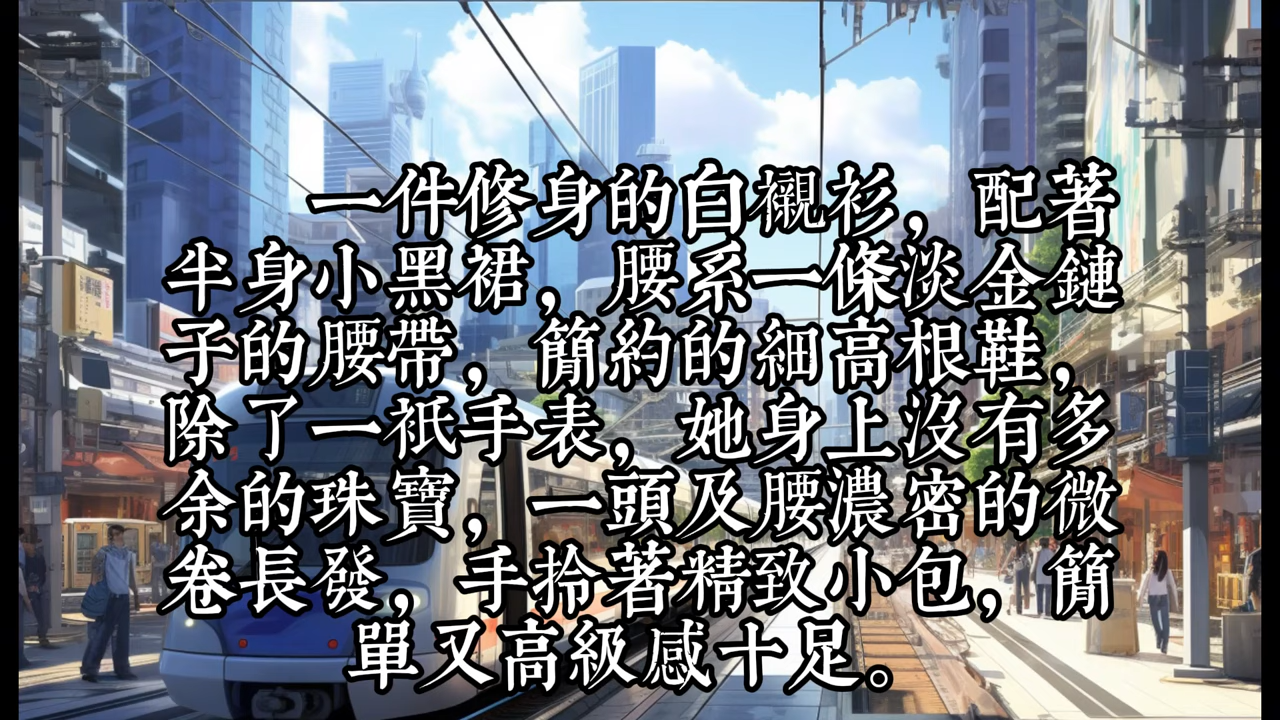 一件修身的白襯衫，配著
半身小黑裙，腰系一條淡金鏈
子的腰帶，簡約的細高根鞋，
除了一衹手表，她身上沒有多
余的珠寶，一頭及腰濃密的微
卷長發，手拎著精致小包，簡
單又高級感十足。